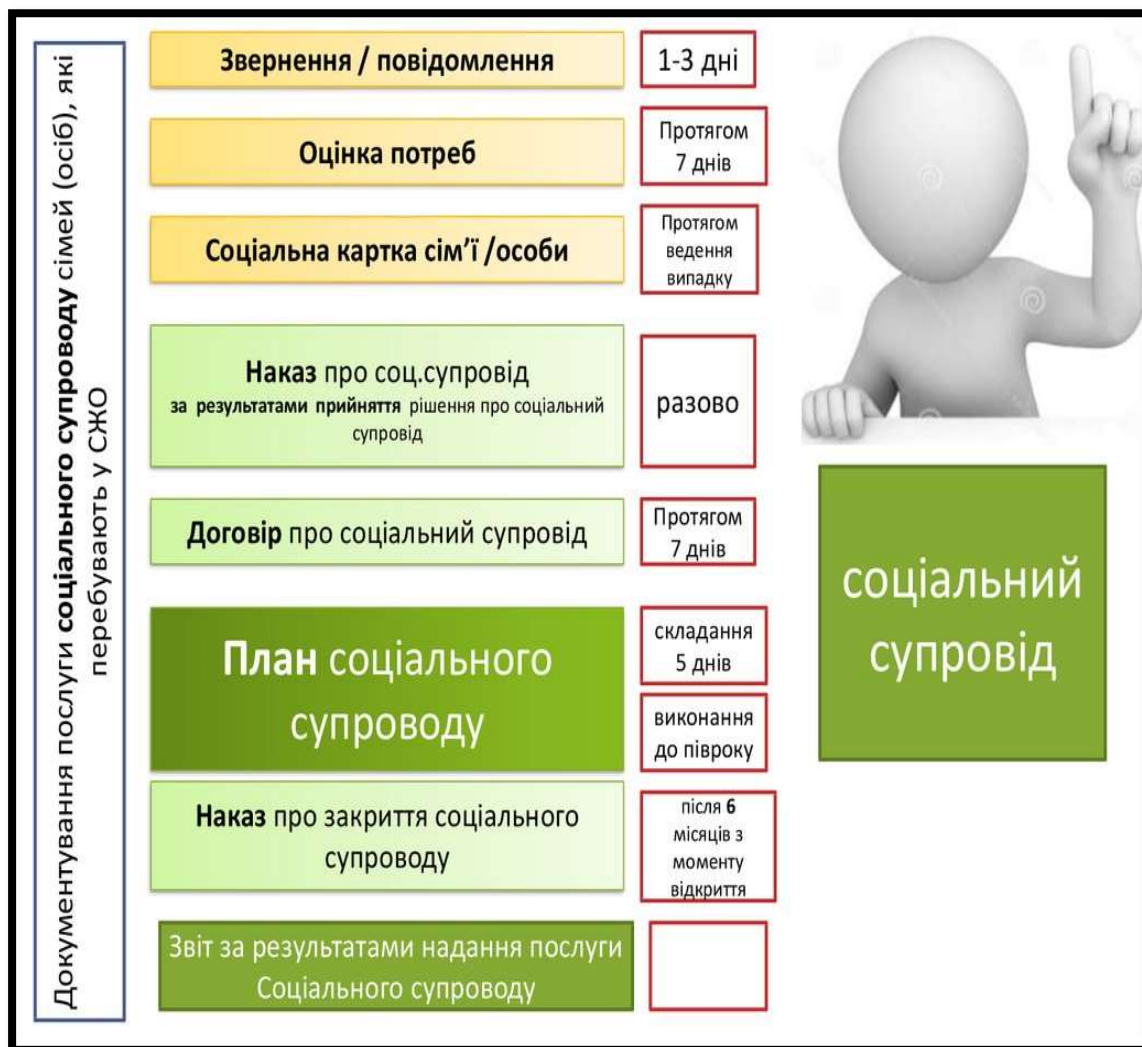 Документування послуги соціального супроводу сімей (осіб), які
перебувають у СЖО
Звернення / повідомлення
1-3 дні
Оцінка потреб
Протягом
7 днів
Соціальна картка сім’ї /особи
Протягом
ведення
випадку
Наказ про соц.супровід
за результатами прийняття рішення про соціальний
супровід
разово
Договір про соціальний супровід
Протягом
7 днів
План соціального
супроводу
складання
5 днів
виконання
до півроку
Наказ про закриття соціального
супроводу
після 6
місяців з
моменту
відкриття
Звіт за результатами надання послуги
Соціального супроводу
соціальний
супровід